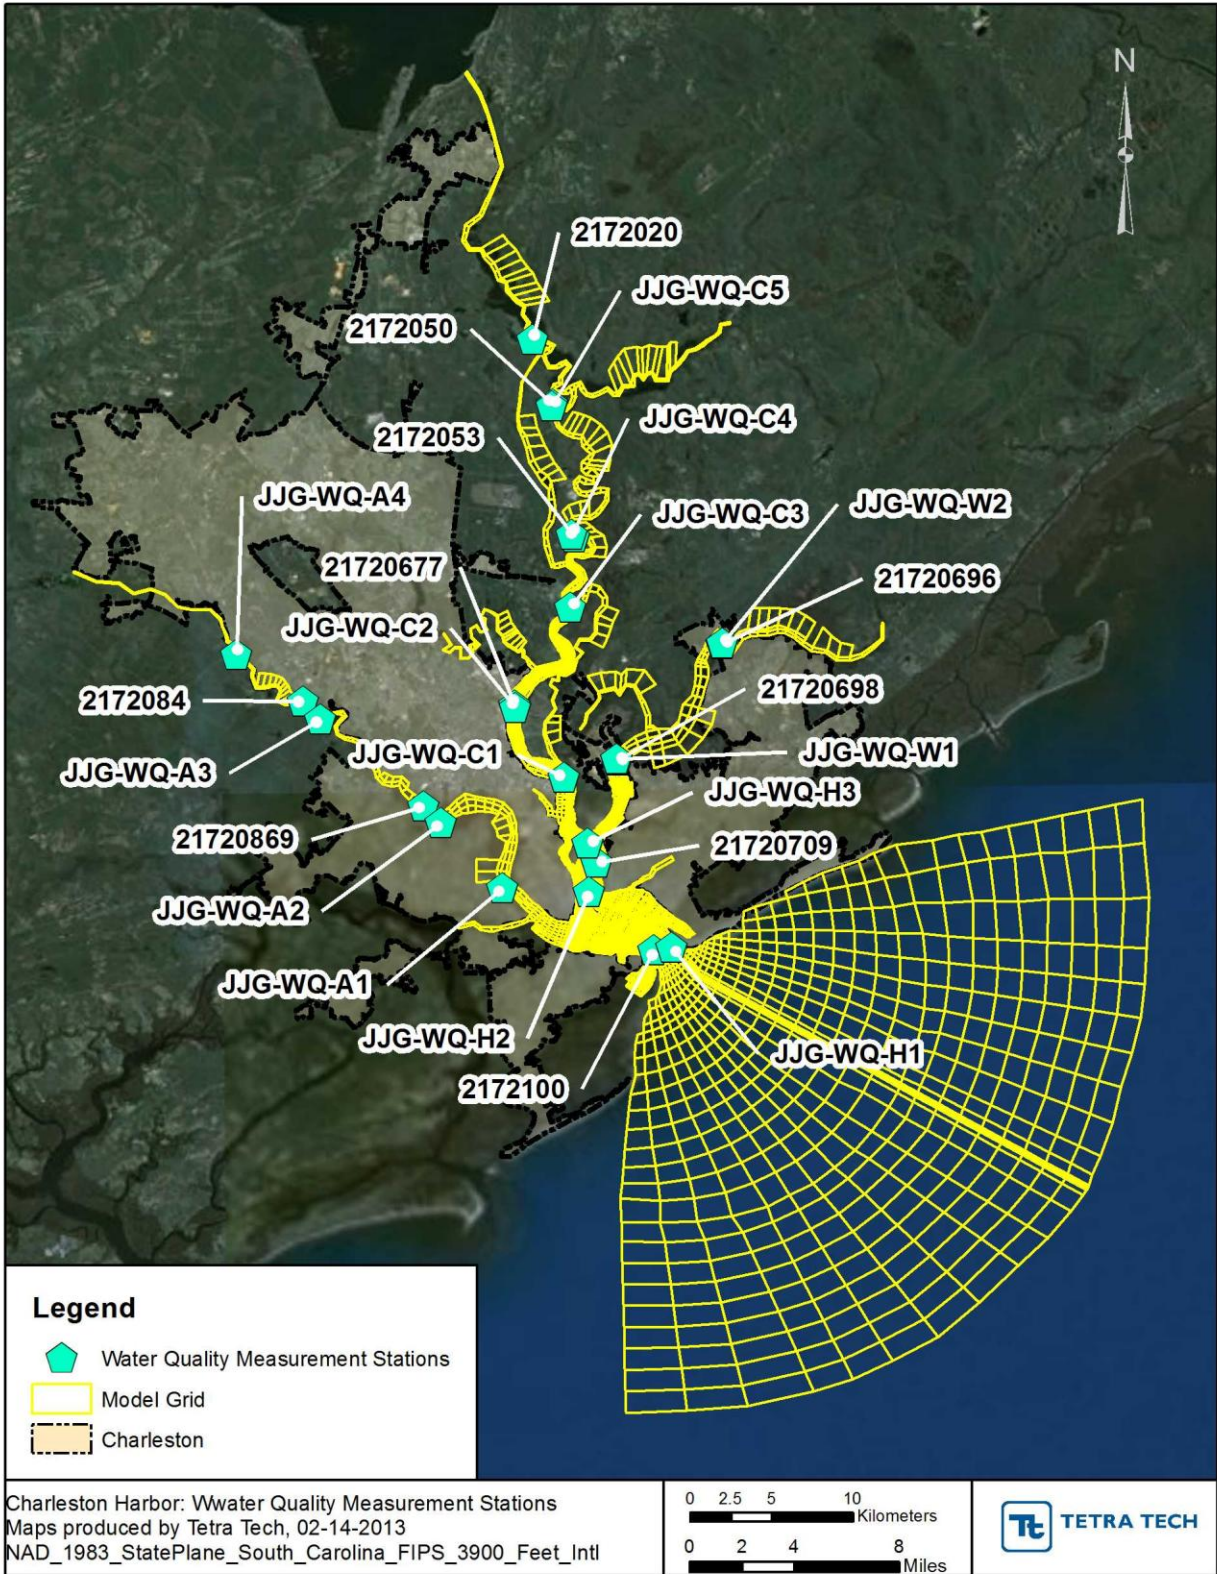 N
2172020
JJG-WQ-C5
2172050
JJG-WQ-C4
2172053
JJG-WQ-A4
JJG-WQ-C3
JJG-WQ-W2
21720677
21720696
JJG-WQ-C2
21720698
2172084
JJG-WQ-C1
JJG-WQ-W1
JJG-WQ-A3
JJG-WQ-H3
21720869
21720709
JJG-WQ-A2
JJG-WQ-A1
JJG-WQ-H2
JJG-WQ-H1
2172100
Legend
Water Quality Measurement Stations
Model Grid
Charleston
Charleston Harbor: Wwater Quality Measurement Stations
Maps produced by Tetra Tech, 02-14-2013
NAD_1983_StatePlane_South_Carolina_FIPS_3900_Feet_Intl
0 2.5 5 10
Kilometers
0 2 4 8
Miles
Tt TETRA TECH